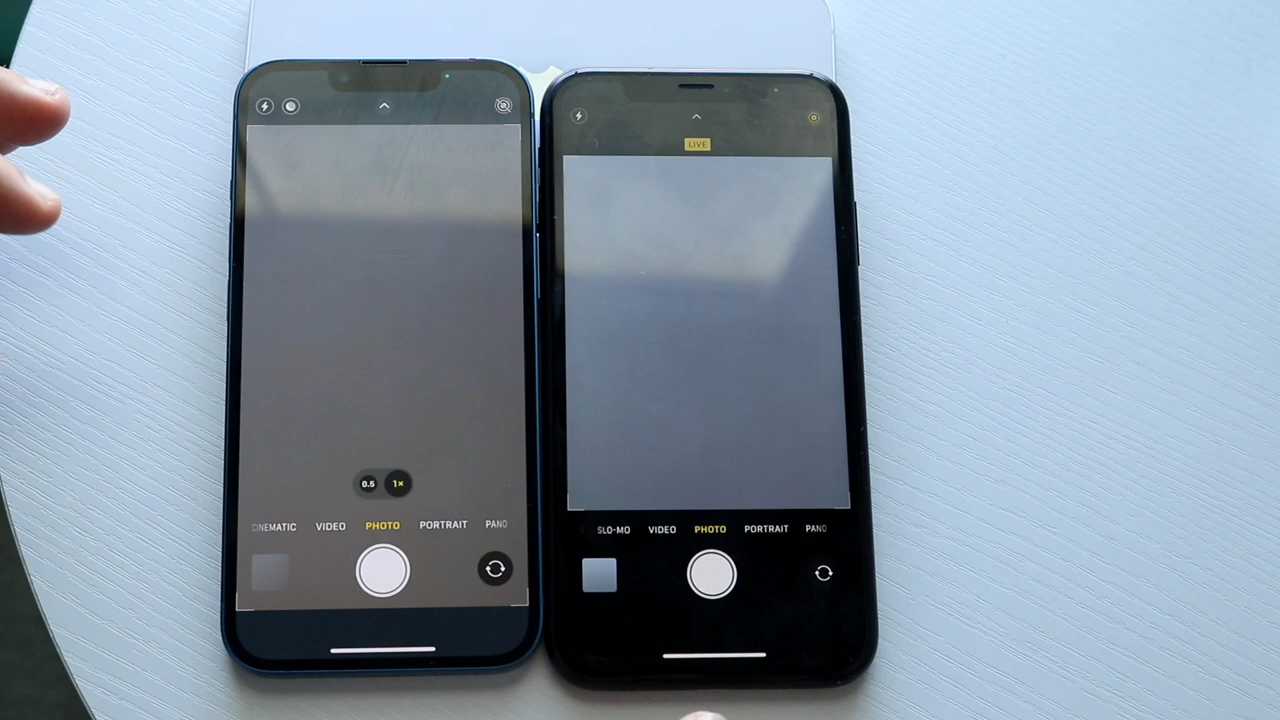 LIVE
0.5 1×
CINEMATIC VIDEO PHOTO PORTRAIT PANO
SLO-MO VIDEO PHOTO PORTRAIT PANO